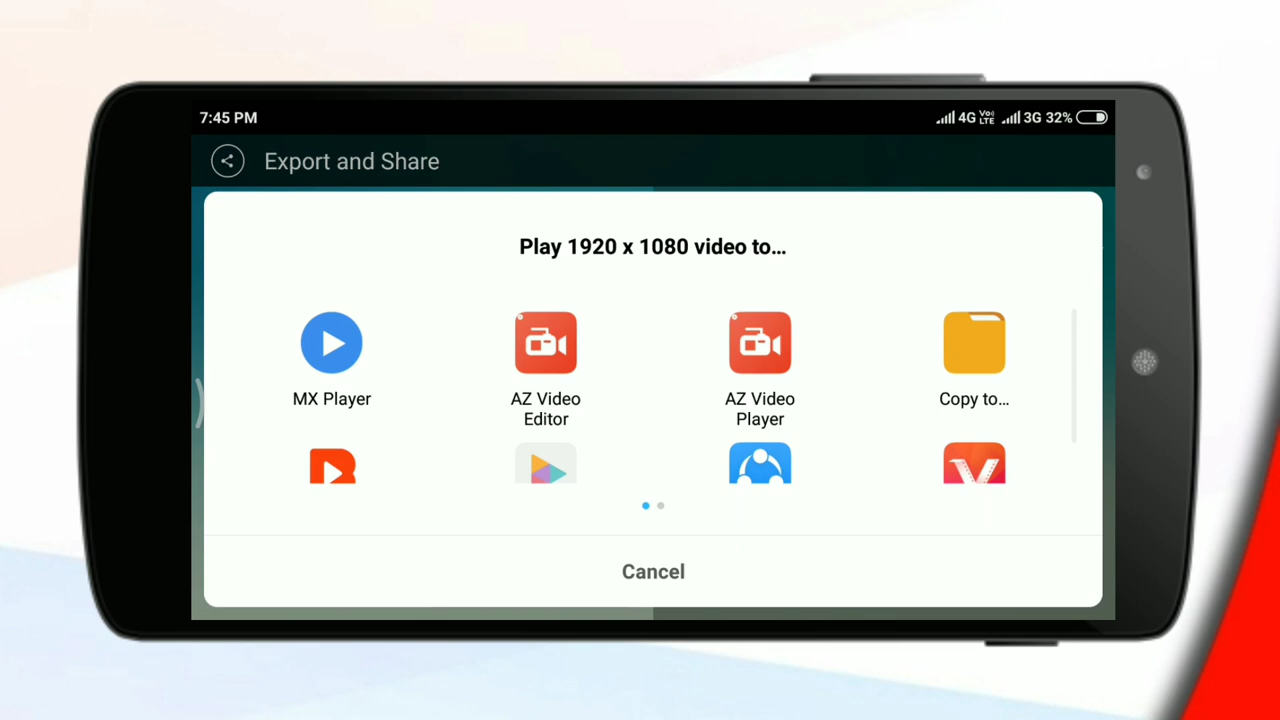 7:45 PM
4G VoLTE 3G 32%
Export and Share
Play 1920 x 1080 video to...
MX Player
AZ Video
Editor
AZ Video
Player
Copy to...
Cancel